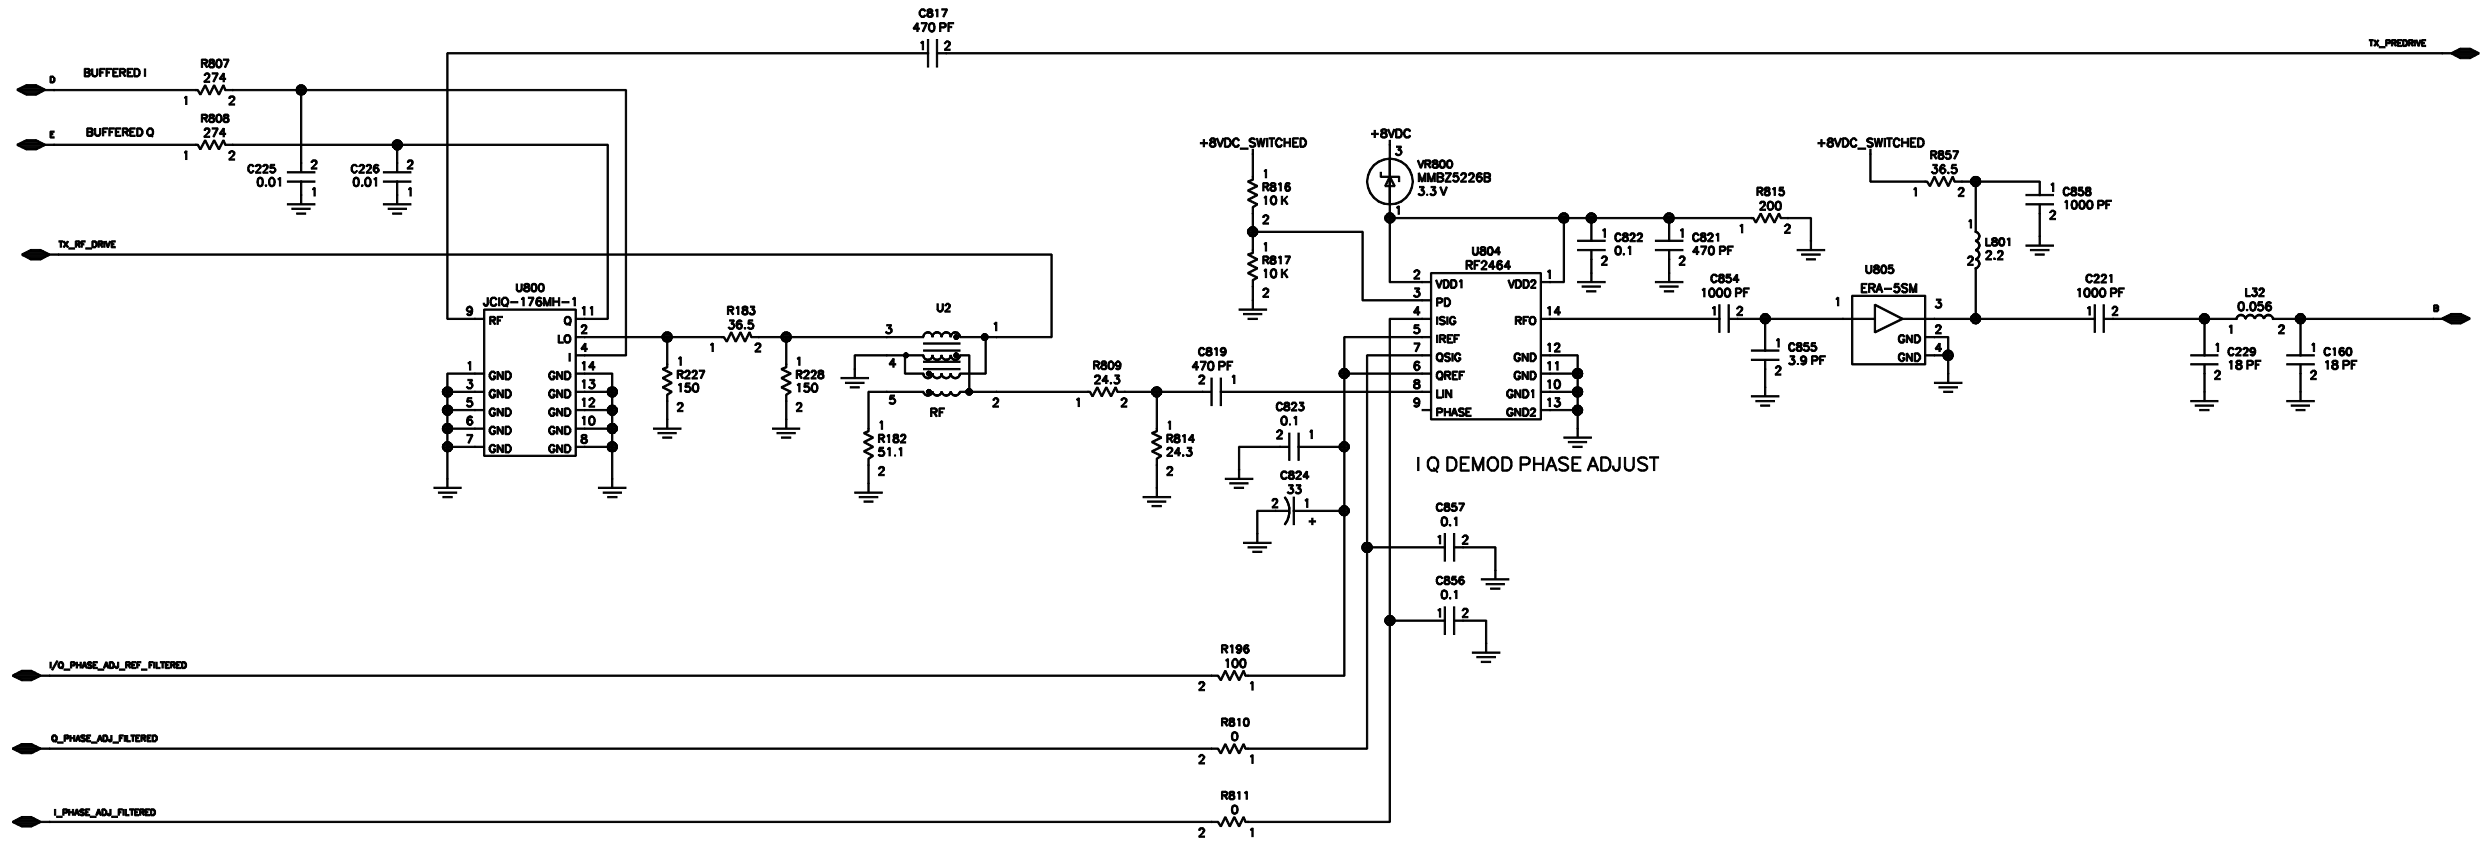 C817
470 PF
1 2
TX_PREDRIVE
D BUFFERED I
R807
274
1 2
E BUFFERED Q
R808
274
1 2
C225
0.01
2
1
C226
0.01
2
1
TX_RF_DRIVE
U800
JCIQ-176MH-1
9 RF
Q 11
LO 2
I 4
1 GND
GND 14
3 GND
GND 13
5 GND
GND 12
6 GND
GND 10
7 GND
GND 8
R183
36.5
1 2
1
R227
150
2
1
R228
150
2
U2
3 1
4
5 2
RF
1
R182
51.1
2
R809
24.3
1 2
1
R814
24.3
2
C819
470 PF
2 1
+8VDC_SWITCHED
1
R816
10 K
2
1
R817
10 K
2
+8VDC
3
VR800
MMBZ5226B
3.3 V
1
R815
200
1 2
1
C822
0.1
2
1
C821
470 PF
2
U804
RF2464
2 VDD1
VDD2 1
3 PD
4 ISIG
RFO 14
5 IREF
7 QSIG
GND 12
6 QREF
GND 11
8 LIN
GND1 10
9 PHASE
GND2 13
I Q DEMOD PHASE ADJUST
C823
0.1
2 1
C824
33
2 1
+
C857
0.1
1 2
C856
0.1
1 2
C854
1000 PF
1 2
1
C855
3.9 PF
2
+8VDC_SWITCHED
R857
36.5
1 2
1
C858
1000 PF
2
1
L801
2.2
2
U805
ERA-5SM
1 3
2
GND
GND
4
C221
1000 PF
1 2
L32
0.056
1 2
1
C229
18 PF
2
1
C160
18 PF
2
B
I/Q_PHASE_ADJ_REF_FILTERED
R196
100
2 1
Q_PHASE_ADJ_FILTERED
R810
0
2 1
I_PHASE_ADJ_FILTERED
R811
0
2 1